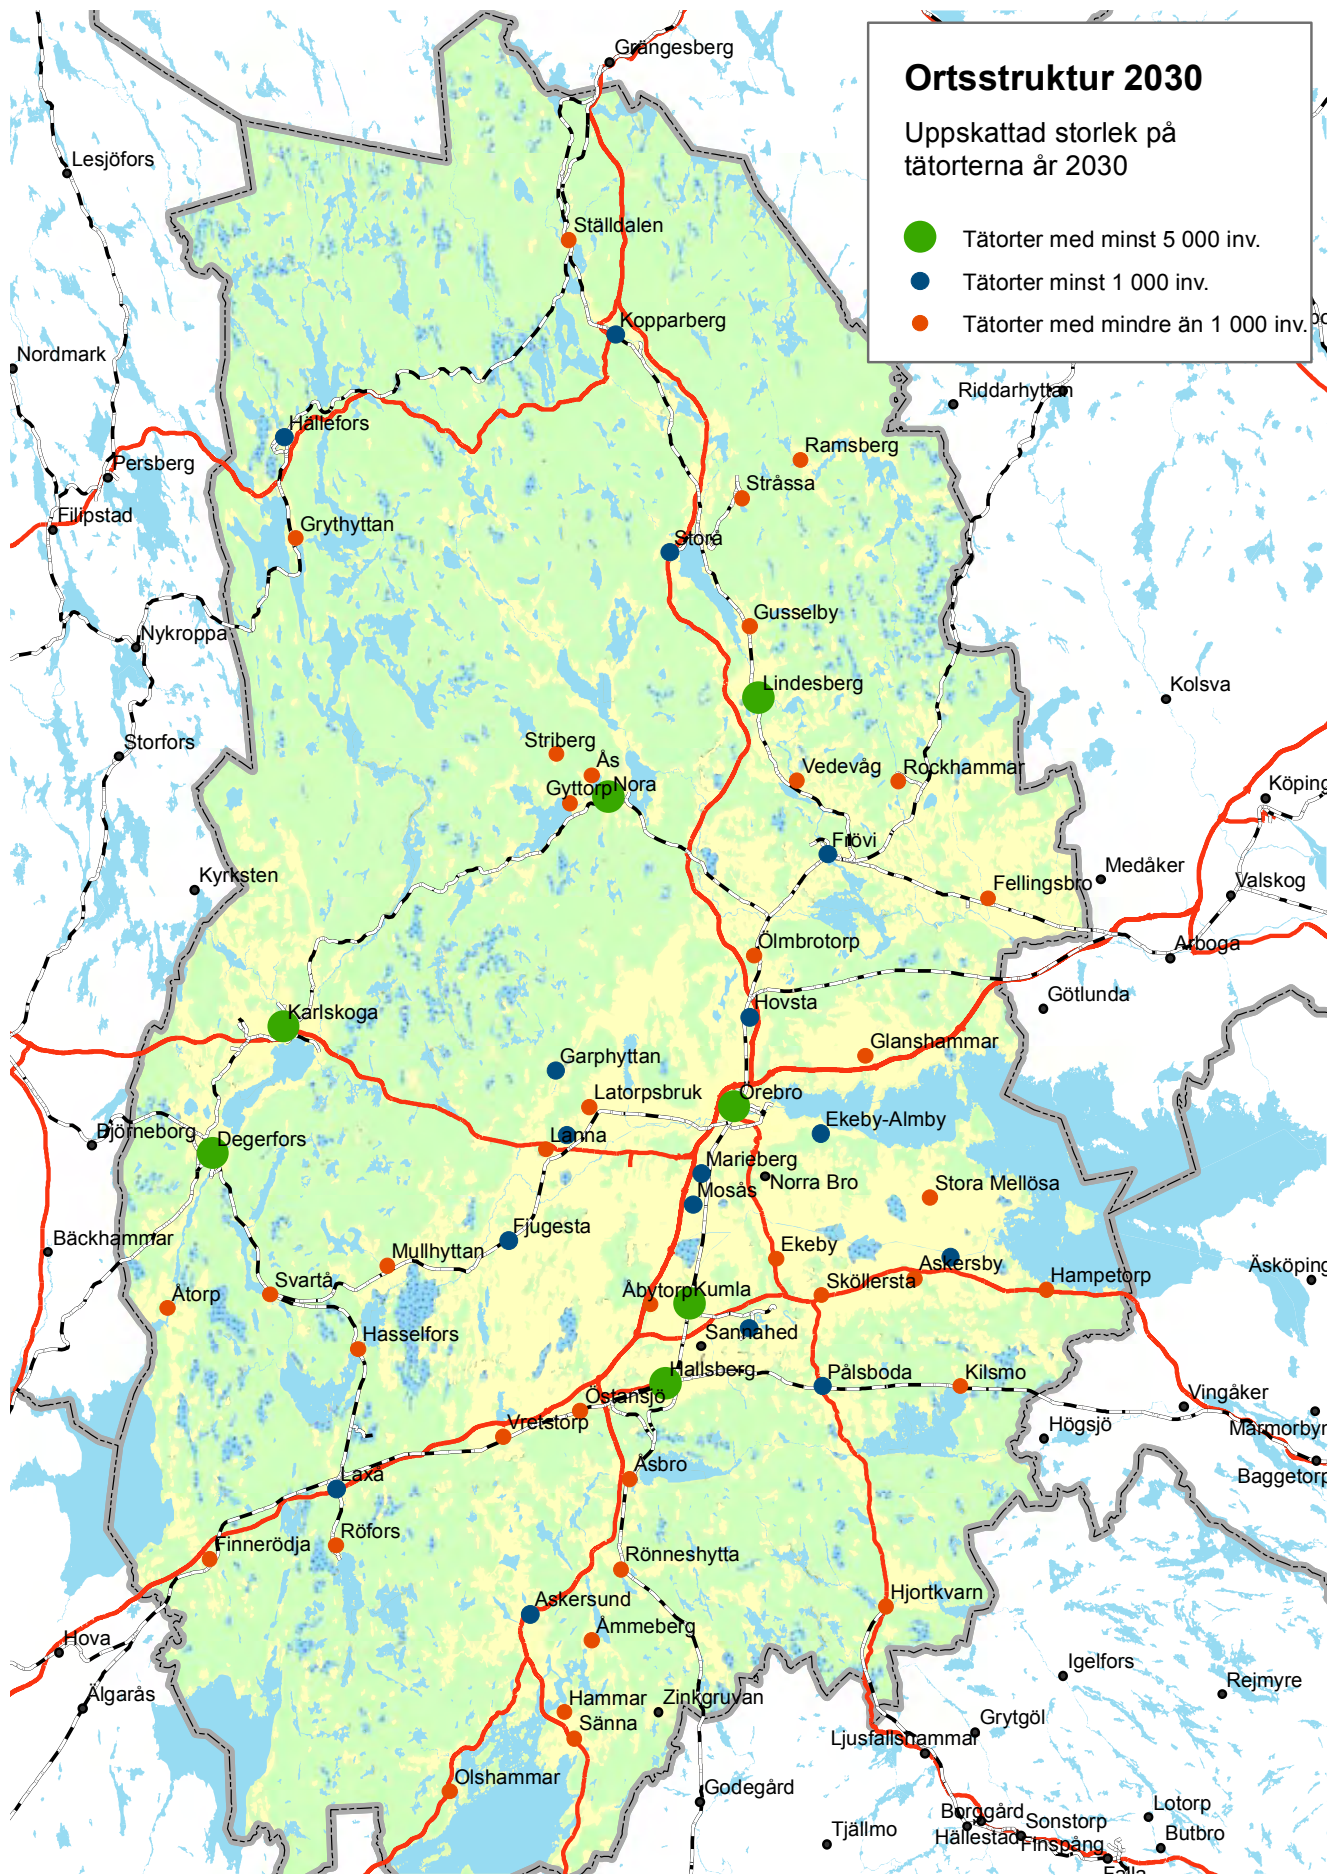 Grängesberg
Ortsstruktur 2030
Uppskattad storlek på
tätorterna år 2030
Tätorter med minst 5 000 inv.
Tätorter minst 1 000 inv.
Tätorter med mindre än 1 000 inv.
Lesjöfors
Ställdalen
Kopparberg
Nordmark
Riddarhyttan
Hällefors
Ramsberg
Persberg
Stråssa
Filipstad
Grythyttan
Storå
Gusselby
Nykroppa
Lindesberg
Kolsva
Storfors
Striberg
Ås
Vedevåg
Rockhammar
Gyttorp
Nora
Köping
Frövi
Medåker
Kyrksten
Fellingsbro
Valskog
Olmbrotorp
Arboga
Götlunda
Hovsta
Karlskoga
Glanshammar
Garphyttan
Latorpsbruk
Örebro
Ekeby-Almby
Björneborg
Degerfors
Lanna
Marieberg
Norra Bro
Stora Mellösa
Mosås
Fjugesta
Bäckhammar
Mullhyttan
Ekeby
Askersby
Äsköping
Svartå
Sköllersta
Hampetorp
Åtorp
Åbytorp
Kumla
Hasselfors
Sannahed
Hallsberg
Pålsboda
Kilsmo
Östansjö
Vingåker
Vretstorp
Högsjö
Marmorbyn
Åsbro
Baggetorp
Laxå
Röfors
Finnerödja
Rönneshytta
Askersund
Hjortkvarn
Åmmeberg
Hova
Igelfors
Rejmyre
Älgarås
Hammar
Zinkgruvan
Sänna
Grytgöl
Ljusfallshammar
Olshammar
Godegård
Tjällmo
Borggård
Sonstorp
Lotorp
Hällestad
Finspång
Butbro
Falla